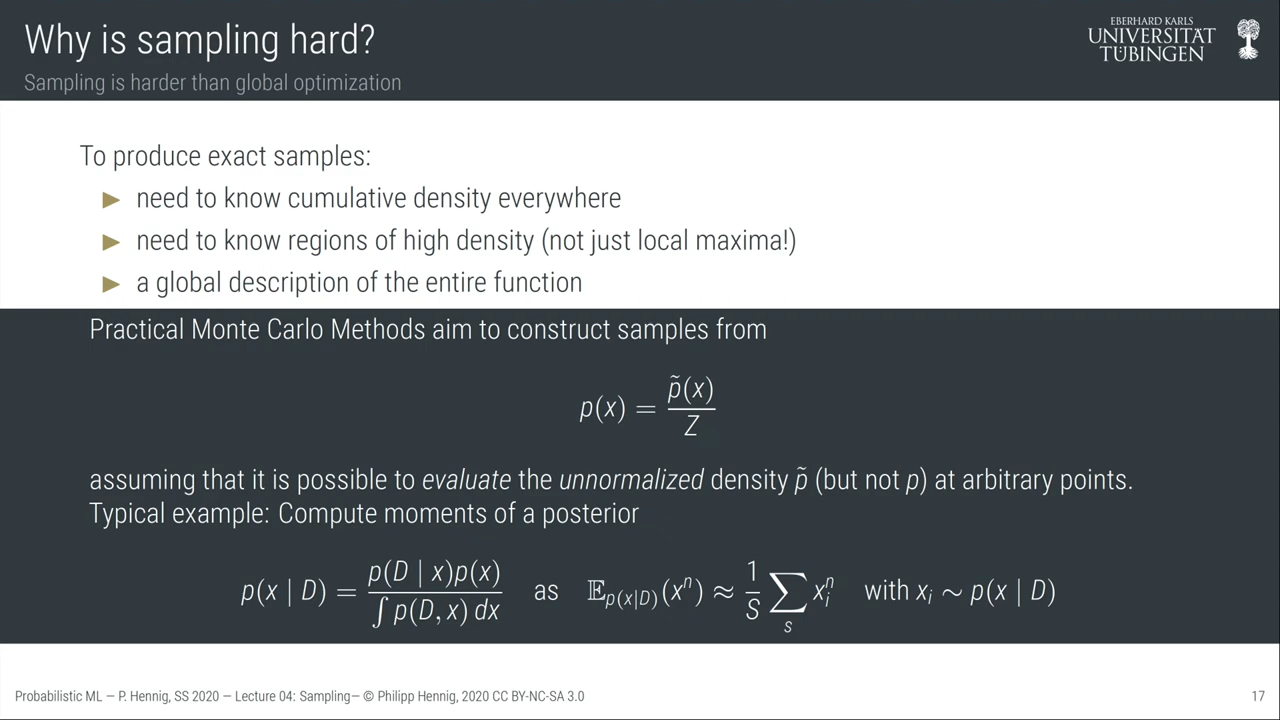 Why is sampling hard?
Sampling is harder than global optimization
EBERHARD KARLS
UNIVERSITÄT
TÜBINGEN
To produce exact samples:
▶ need to know cumulative density everywhere
▶ need to know regions of high density (not just local maxima!)
▶ a global description of the entire function
Practical Monte Carlo Methods aim to construct samples from
p(x) = p̃(x) / Z
assuming that it is possible to evaluate the unnormalized density p̃ (but not p) at arbitrary points.
Typical example: Compute moments of a posterior
p(x | D) = p(D | x)p(x) / ∫ p(D, x) dx as 𝔼_{p(x|D)}(xⁿ) ≈ 1/S ∑_s x_i^n with x_i ∼ p(x | D)
Probabilistic ML — P. Hennig, SS 2020 — Lecture 04: Sampling— © Philipp Hennig, 2020 CC BY-NC-SA 3.0
17